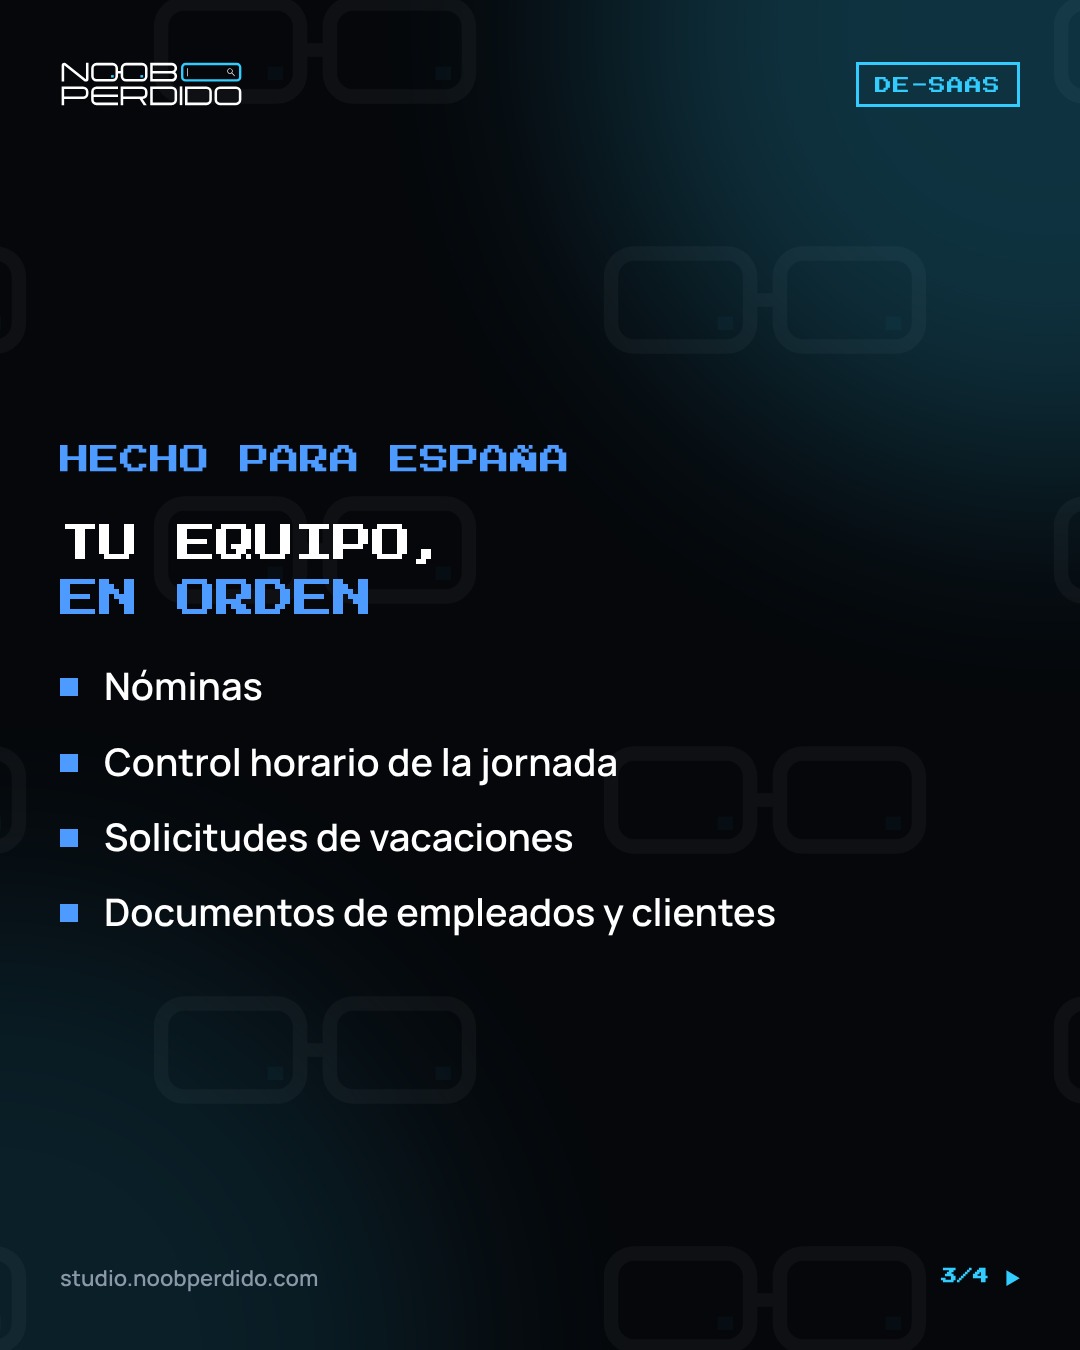 NOOB
PERDIDO
DE-SAAS
HECHO PARA ESPAÑA
TU EQUIPO,
EN ORDEN
Nóminas
Control horario de la jornada
Solicitudes de vacaciones
Documentos de empleados y clientes
studio.noobperdido.com
3/4